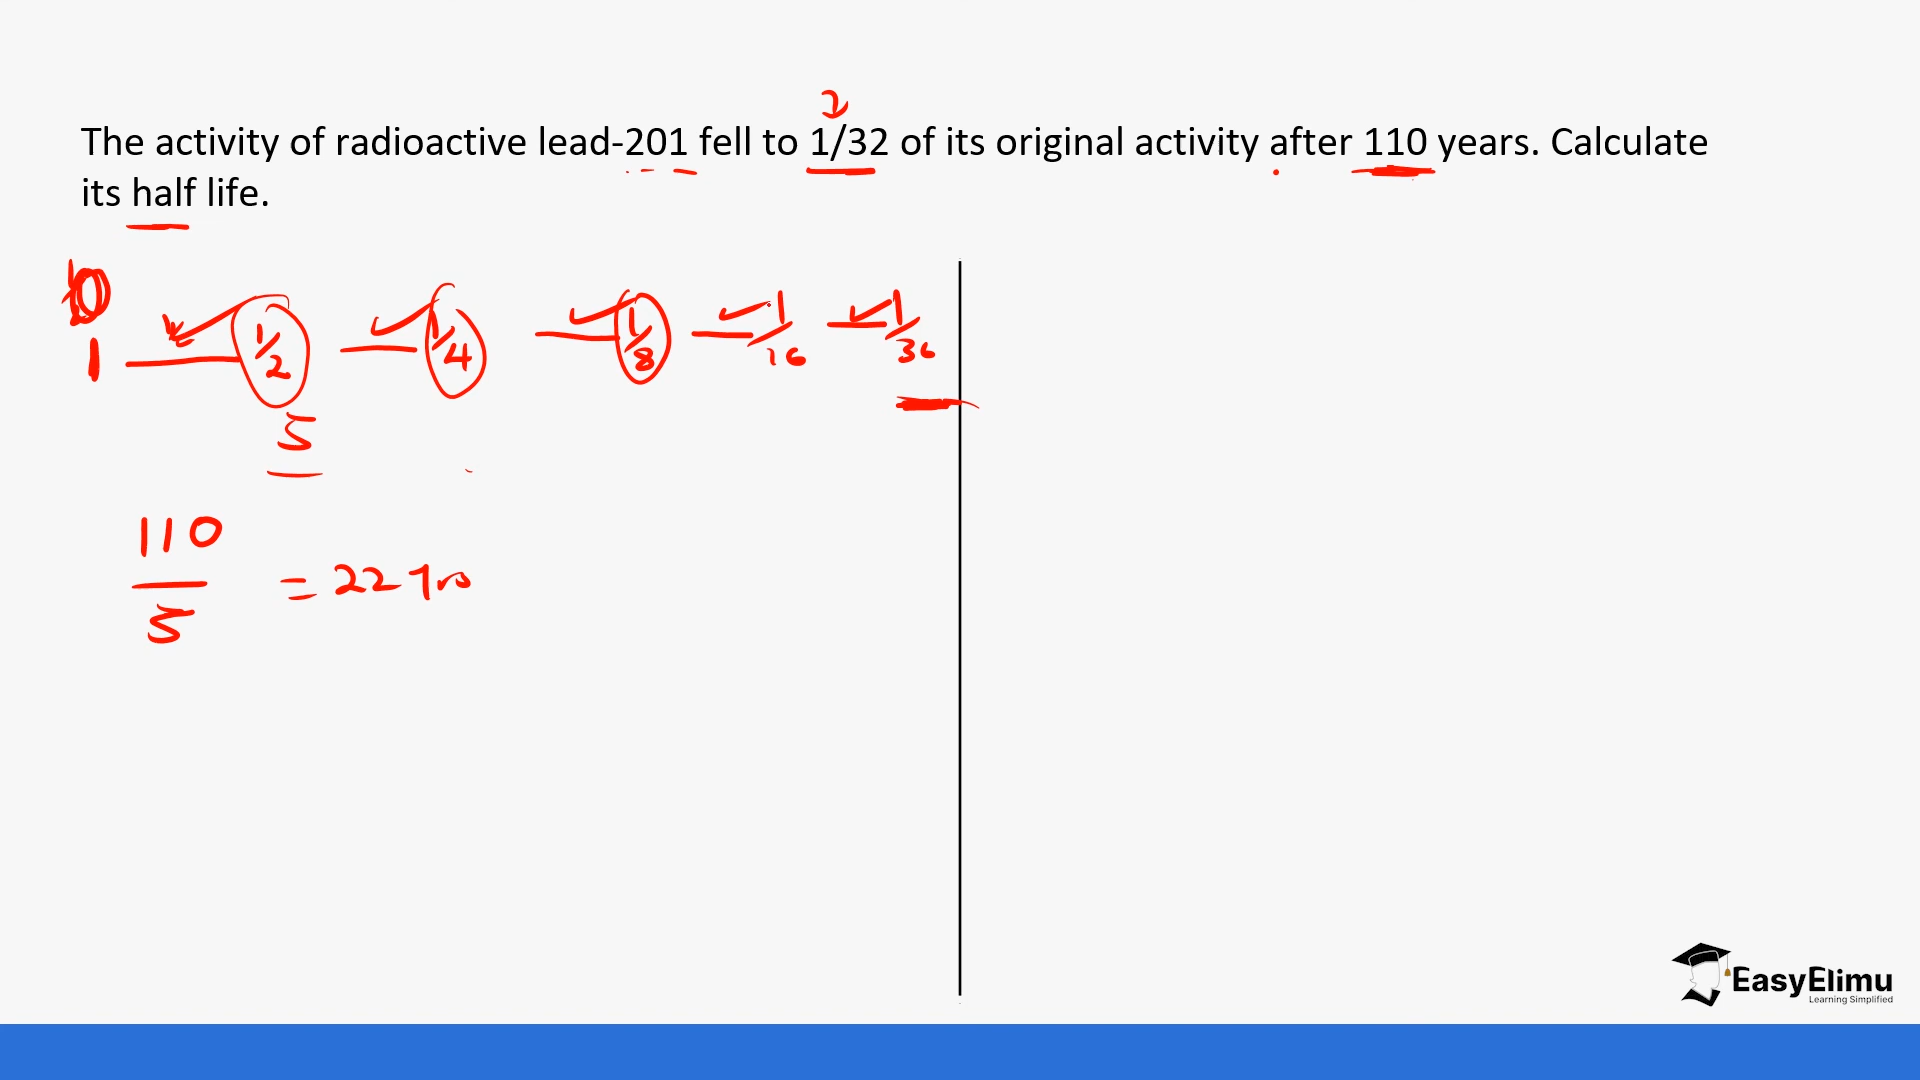 2
The activity of radioactive lead-201 fell to 1/32 of its original activity after 110 years. Calculate
its half life.
1 1/2 1/4 1/8 1/16 1/36
5
110
5
= 22 yrs
EasyElimu
Learning Simplified